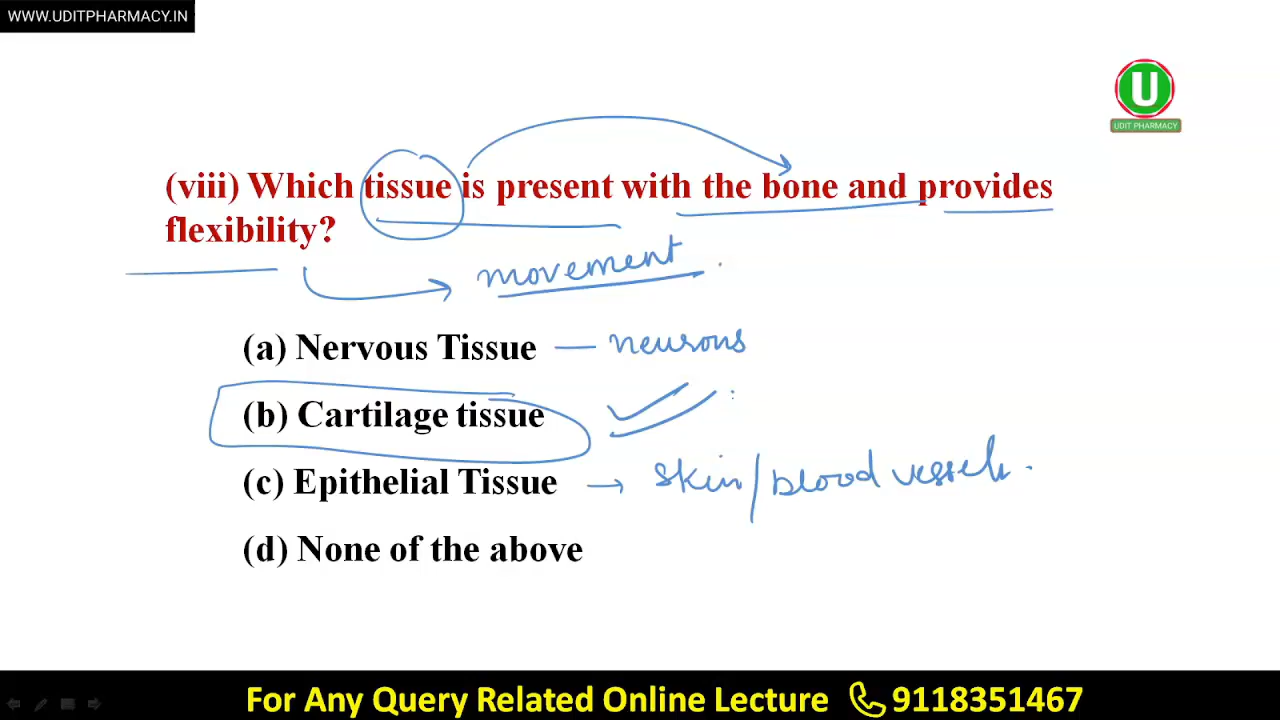 WWW.UDITPHARMACY.IN
U
UDIT PHARMACY
(viii) Which tissue is present with the bone and provides
flexibility?
movement
(a) Nervous Tissue — neurons
(b) Cartilage tissue
(c) Epithelial Tissue → skin/blood vessels.
(d) None of the above
For Any Query Related Online Lecture 9118351467